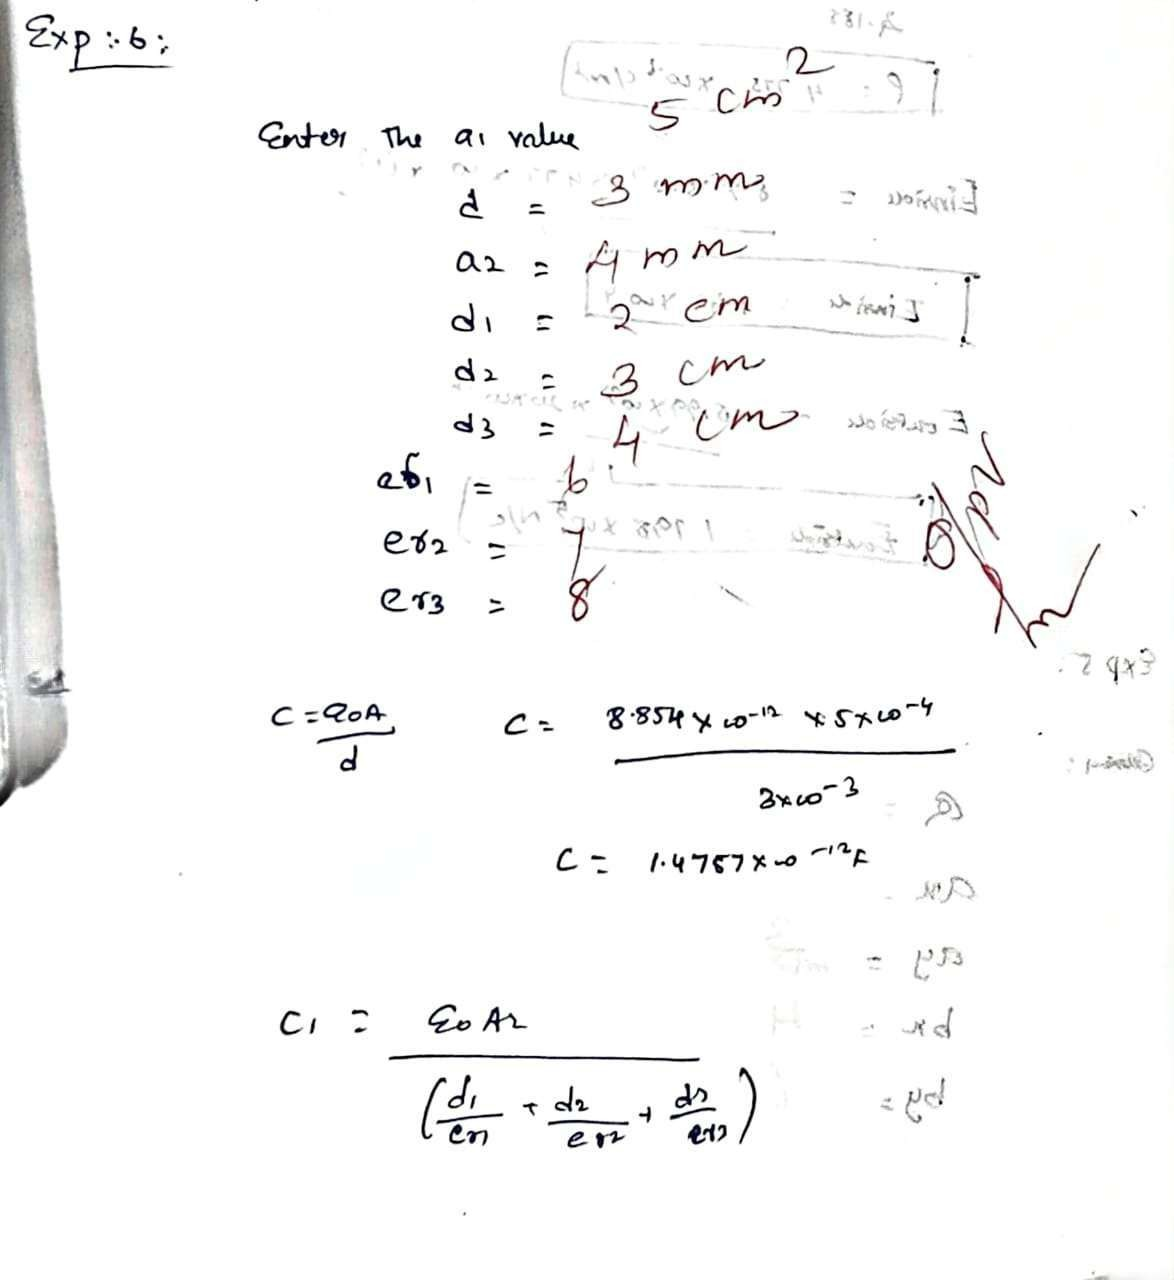 Exp :- 6 :
5 cm²
Enter The a1 value
d = 3 mm
a2 = 4 mm
d1 = 2 cm
d2 = 3 cm
d3 = 4 cm
er1 = 6
er2 = 7
er3 = 8
C = ε0A / d C = 8.854 × 10-12 × 5×10-4 / 3×10-3
C = 1.4757×10 -12F
C1 = ε0 A2 / (d1/er1 + d2/er2 + d3/er3)